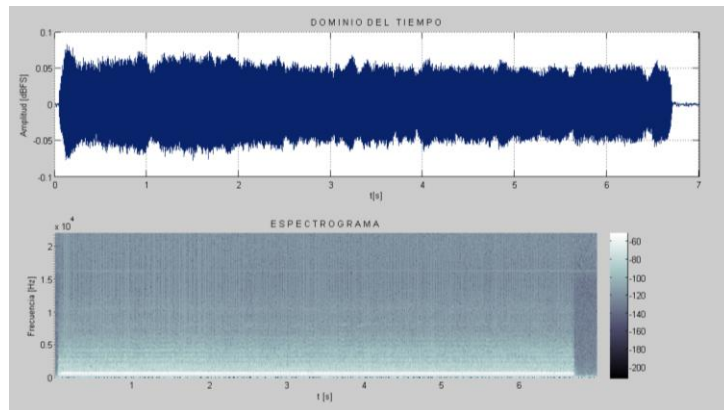 DOMINIO DEL TIEMPO
0.1
0.05
0
-0.05
-0.1
Amplitud [dBFS]
0 1 2 3 4 5 6 7
t[s]
ESPECTROGRAMA
x 10^4
2
1.5
1
0.5
0
Frecuencia [Hz]
1 2 3 4 5 6
t [s]
-60
-80
-100
-120
-140
-160
-180
-200